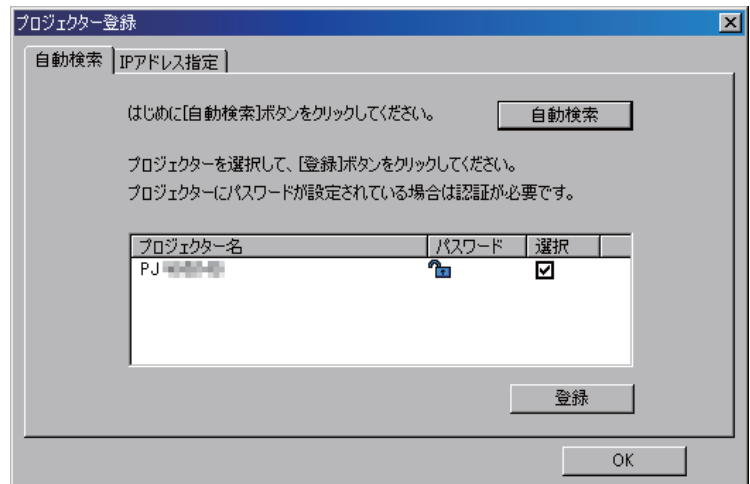 プロジェクター登録
自動検索 IPアドレス指定
はじめに[自動検索]ボタンをクリックしてください。 自動検索
プロジェクターを選択して、[登録]ボタンをクリックしてください。
プロジェクターにパスワードが設定されている場合は認証が必要です。
プロジェクター名 パスワード 選択
PJ
登録
OK